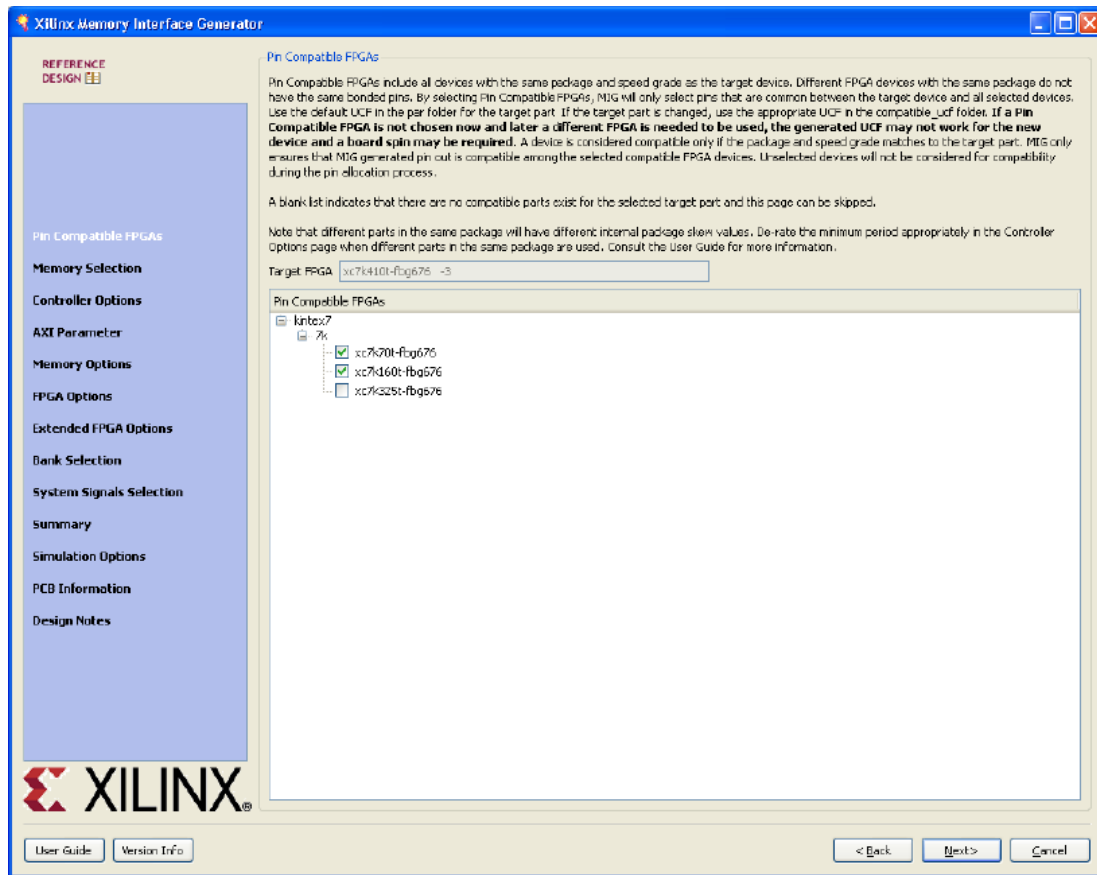 Xilinx Memory Interface Generator
REFERENCE
DESIGN
Pin Compatible FPGAs
Memory Selection
Controller Options
AXI Parameter
Memory Options
FPGA Options
Extended FPGA Options
Bank Selection
System Signals Selection
Summary
Simulation Options
PCB Information
Design Notes
XILINX®
Pin Compatible FPGAs
Pin Compatible FPGAs include all devices with the same package and speed grade as the target device. Different FPGA devices with the same package do not
have the same bonded pins. By selecting Pin Compatible FPGAs, MIG will only select pins that are common between the target device and all selected devices.
Use the default UCF in the par folder for the target part. If the target part is changed, use the appropriate UCF in the compatible_ucf folder. If a Pin
Compatible FPGA is not chosen now and later a different FPGA is needed to be used, the generated UCF may not work for the new
device and a board spin may be required. A device is considered compatible only if the package and speed grade matches to the target part. MIG only
ensures that MIG generated pin out is compatible among the selected compatible FPGA devices. Unselected devices will not be considered for compatibility
during the pin allocation process.
A blank list indicates that there are no compatible parts exist for the selected target part and this page can be skipped.
Note that different parts in the same package will have different internal package skew values. De-rate the minimum period appropriately in the Controller
Options page when different parts in the same package are used. Consult the User Guide for more information.
Target FPGA xc7k410t-fbg676 -3
Pin Compatible FPGAs
kintex7
7k
xc7k70t-fbg676
xc7k160t-fbg676
xc7k325t-fbg676
User Guide Version Info < Back Next> Cancel